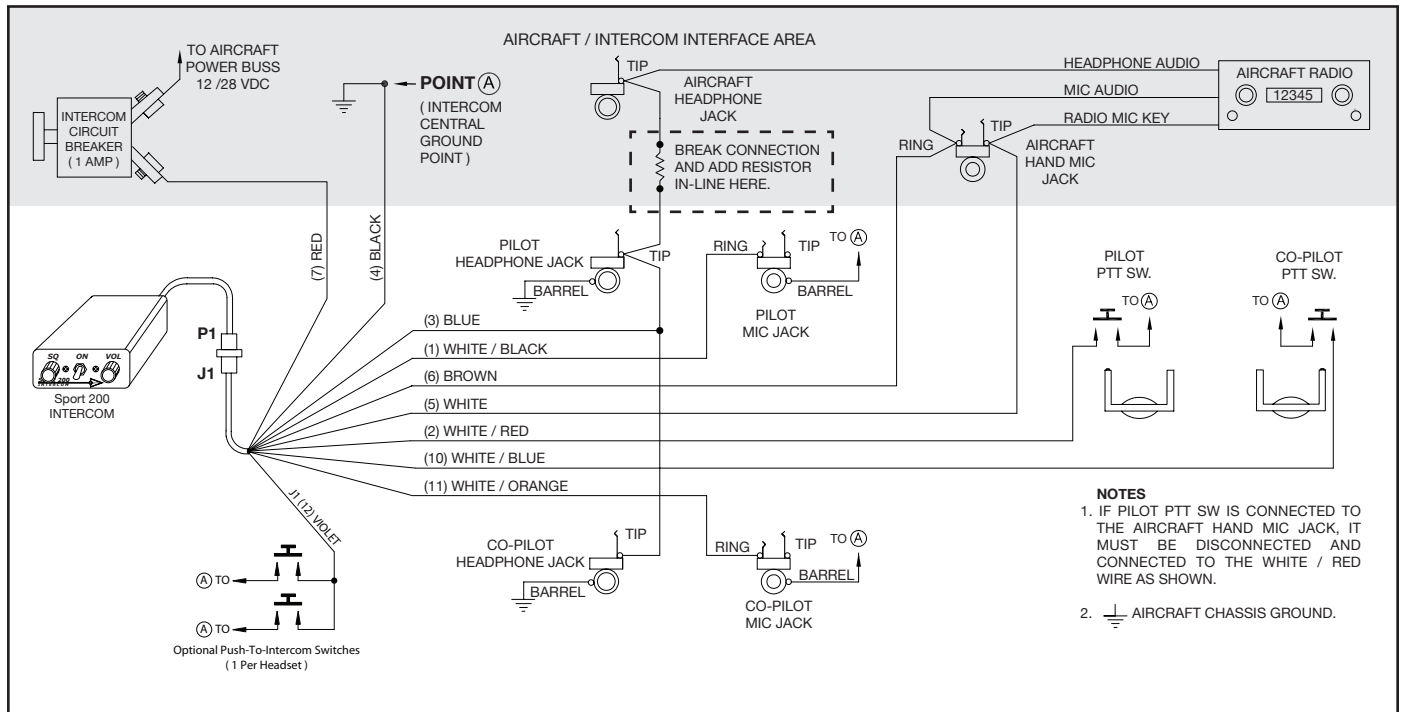 AIRCRAFT / INTERCOM INTERFACE AREA
TO AIRCRAFT
POWER BUSS
12 /28 VDC
INTERCOM
CIRCUIT
BREAKER
( 1 AMP )
POINT A
( INTERCOM
CENTRAL
GROUND
POINT )
TIP
AIRCRAFT
HEADPHONE
JACK
BREAK CONNECTION
AND ADD RESISTOR
IN-LINE HERE.
HEADPHONE AUDIO
MIC AUDIO
RADIO MIC KEY
AIRCRAFT RADIO
12345
RING
TIP
AIRCRAFT
HAND MIC
JACK
(7) RED
(4) BLACK
PILOT
HEADPHONE JACK
TIP
BARREL
RING
TIP
TO A
BARREL
PILOT
MIC JACK
PILOT
PTT SW.
TO A
CO-PILOT
PTT SW.
TO A
P1
J1
SQ ON VOL
Sport 200
INTERCOM
(3) BLUE
(1) WHITE / BLACK
(6) BROWN
(5) WHITE
(2) WHITE / RED
(10) WHITE / BLUE
(11) WHITE / ORANGE
J1 (12) VIOLET
A TO
A TO
Optional Push-To-Intercom Switches
( 1 Per Headset )
CO-PILOT
HEADPHONE JACK
TIP
BARREL
RING
TIP
TO A
BARREL
CO-PILOT
MIC JACK
NOTES
1. IF PILOT PTT SW IS CONNECTED TO
THE AIRCRAFT HAND MIC JACK, IT
MUST BE DISCONNECTED AND
CONNECTED TO THE WHITE / RED
WIRE AS SHOWN.
2. AIRCRAFT CHASSIS GROUND.